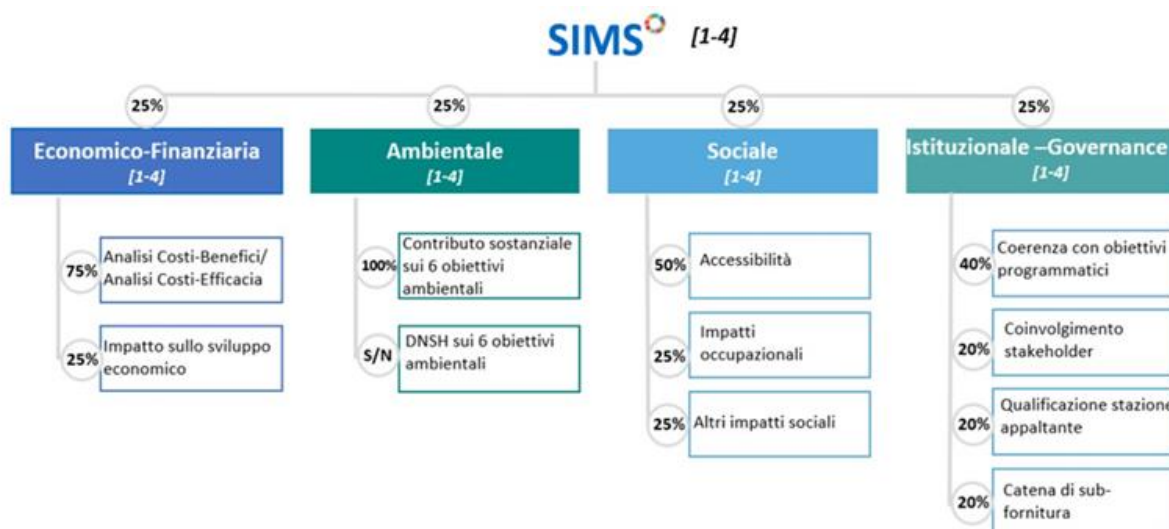 SIMS [1-4]
25%
25%
25%
25%
Economico-Finanziaria
[1-4]
Ambientale
[1-4]
Sociale
[1-4]
Istituzionale –Governance
[1-4]
75%
Analisi Costi-Benefici/
Analisi Costi-Efficacia
25%
Impatto sullo sviluppo
economico
100%
Contributo sostanziale
sui 6 obiettivi
ambientali
S/N
DNSH sui 6 obiettivi
ambientali
50%
Accessibilità
25%
Impatti
occupazionali
25%
Altri impatti sociali
40%
Coerenza con obiettivi
programmatici
20%
Coinvolgimento
stakeholder
20%
Qualificazione stazione
appaltante
20%
Catena di sub-
fornitura